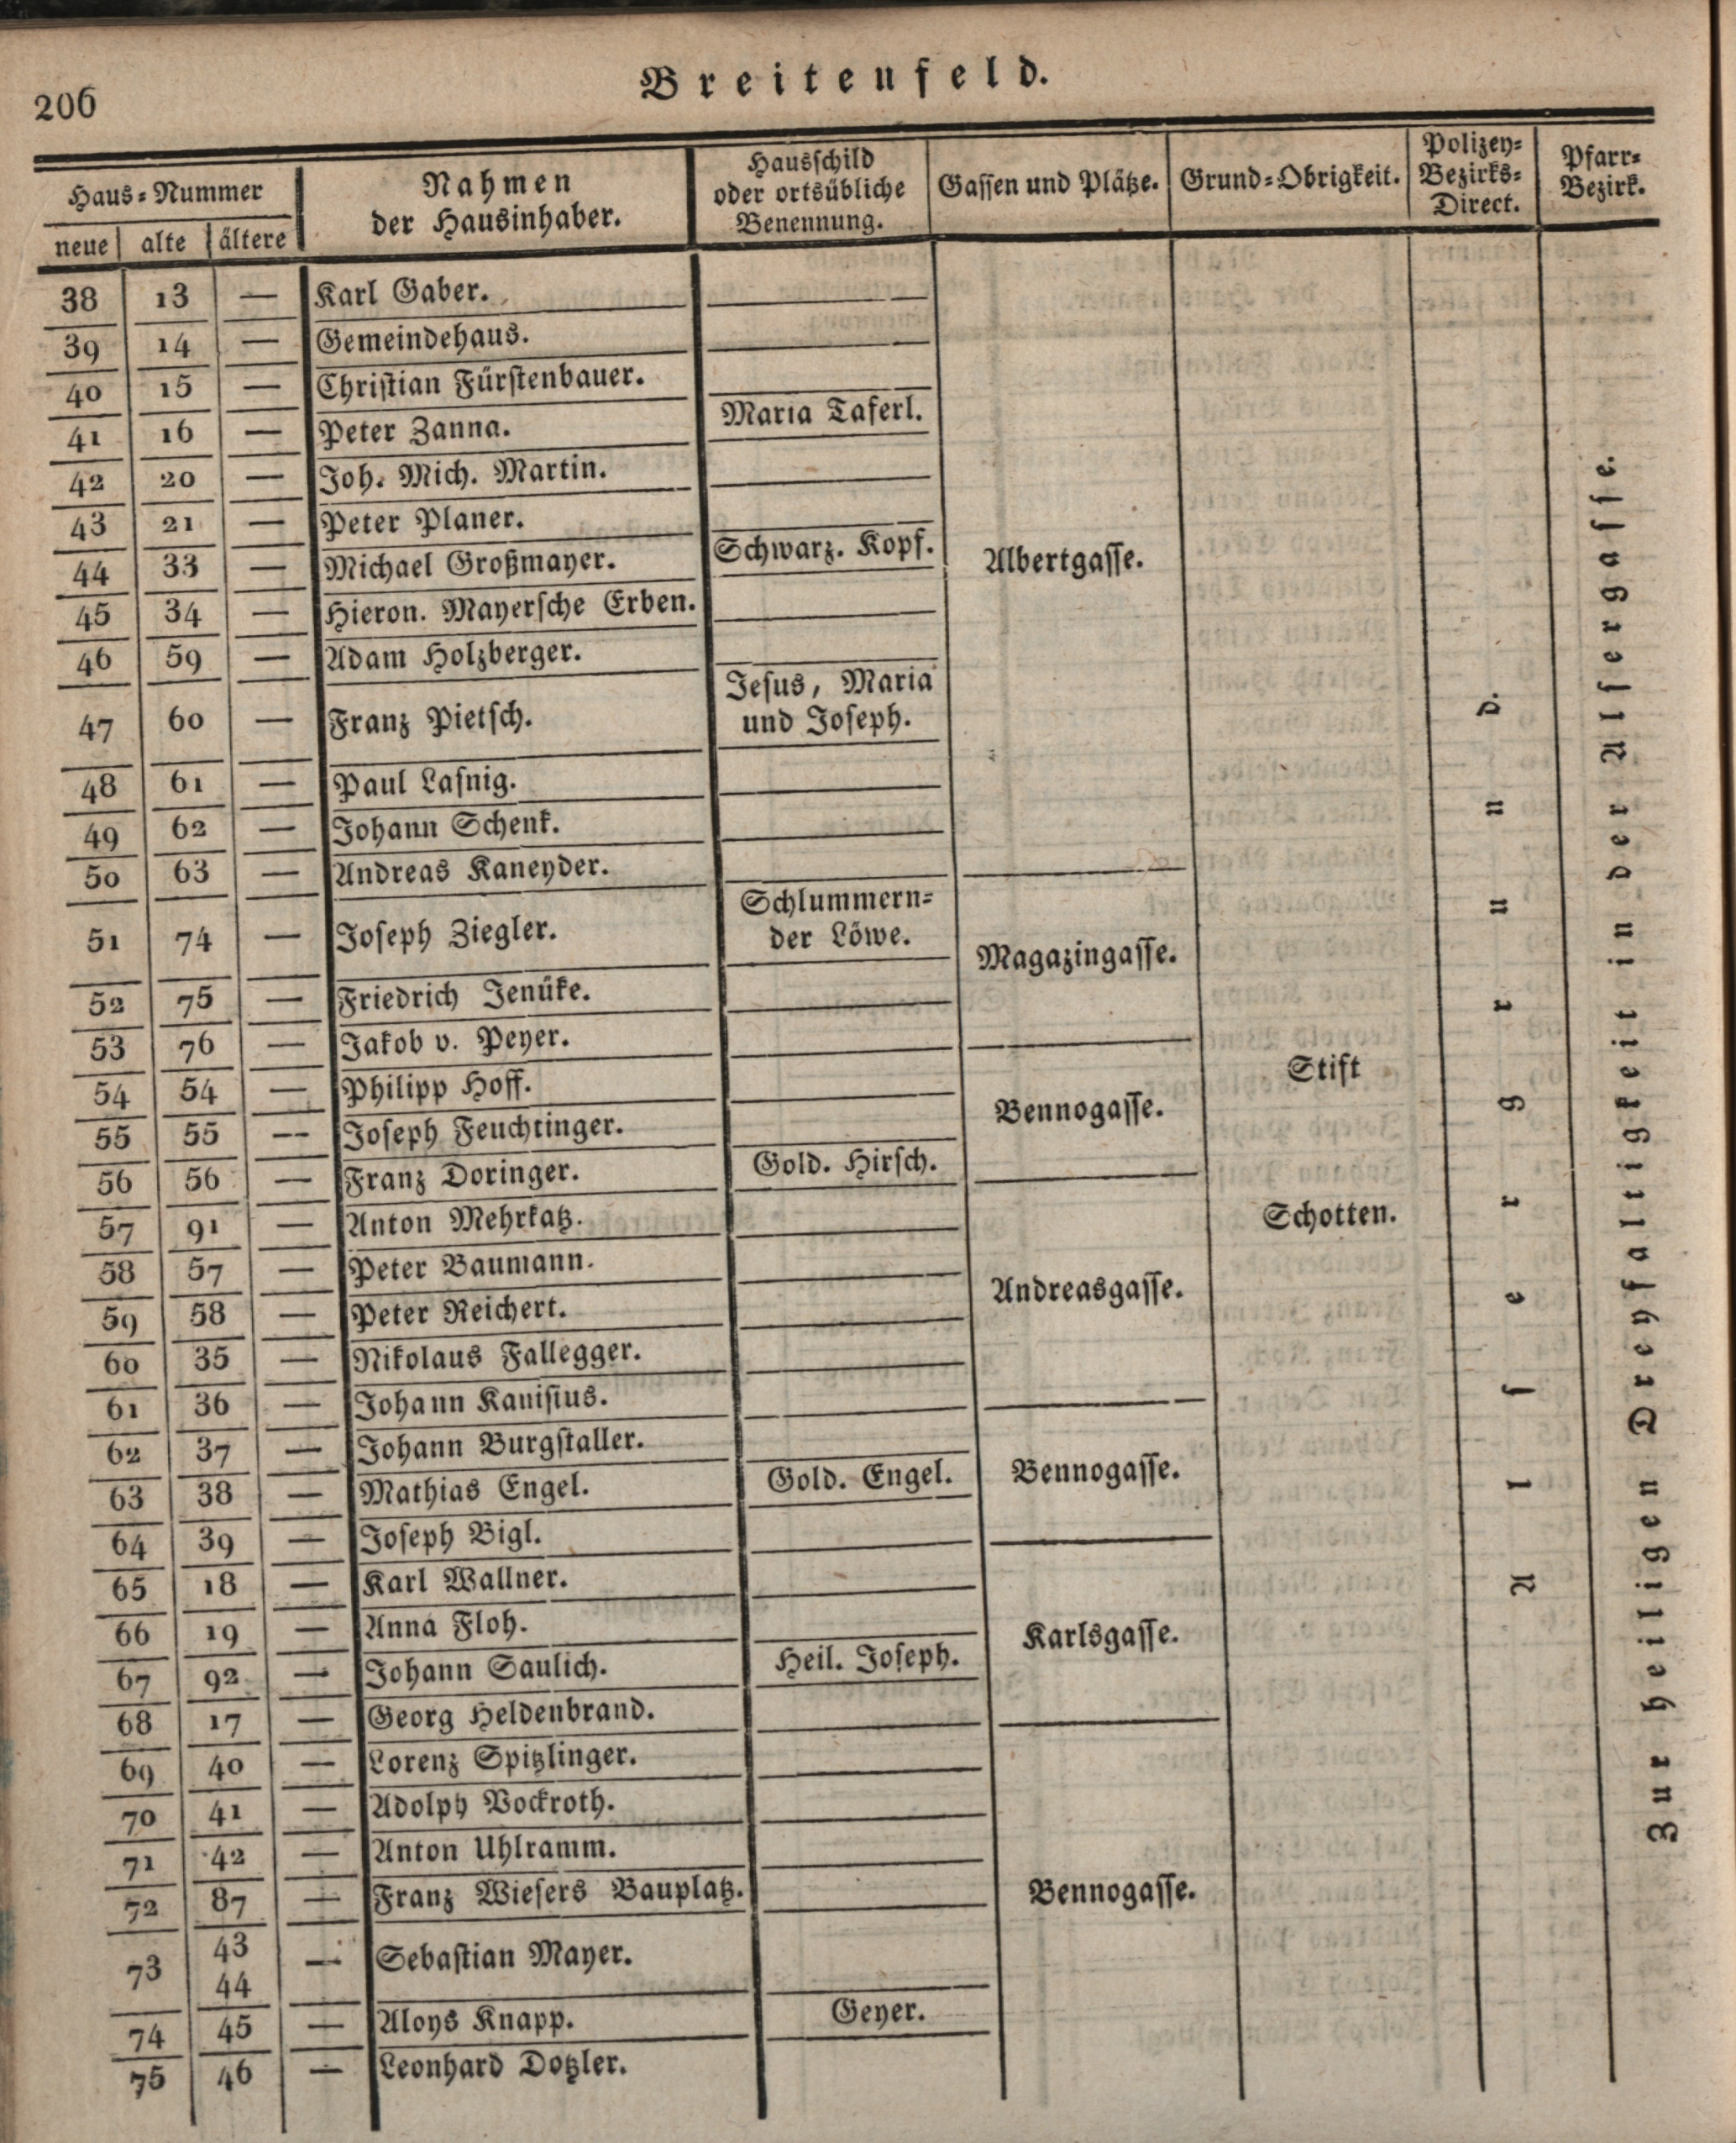 206
Breitenfeld.
Haus-Nummer
neue alte ältere
Nahmen
der Hausinhaber.
Hausschild
oder ortsübliche
Benennung.
Gassen und Plätze.
Grund-Obrigkeit.
Polizey-
Bezirks-
Direct.
Pfarr-
Bezirk.
38 13 — Karl Gaber.
39 14 — Gemeindehaus.
40 15 — Christian Fürstenbauer.
41 16 — Peter Zanna. Maria Taferl.
42 20 — Joh. Mich. Martin.
43 21 — Peter Planer.
44 33 — Michael Großmayer. Schwarz. Kopf.
Albertgasse.
45 34 — Hieron. Mayersche Erben.
46 59 — Adam Holzberger.
47 60 — Franz Pietsch. Jesus, Maria
und Joseph.
48 61 — Paul Lasnig.
49 62 — Johann Schenk.
50 63 — Andreas Kaneyder.
51 74 — Joseph Ziegler. Schlummern-
der Löwe.
Magazingasse.
52 75 — Friedrich Jenüke.
53 76 — Jakob v. Peyer.
54 54 — Philipp Hoff.
Bennogasse.
55 55 — Joseph Feuchtinger.
56 56 — Franz Doringer. Gold. Hirsch.
57 91 — Anton Mehrkatz.
58 57 — Peter Baumann.
Andreasgasse.
59 58 — Peter Reichert.
60 35 — Nikolaus Fallegger.
61 36 — Johann Kanisius.
62 37 — Johann Burgstaller.
63 38 — Mathias Engel. Gold. Engel. Bennogasse.
64 39 — Joseph Bigl.
65 18 — Karl Wallner.
66 19 — Anna Floh.
Karlsgasse.
67 92 — Johann Saulich. Heil. Joseph.
68 17 — Georg Heldenbrand.
69 40 — Lorenz Spitzlinger.
70 41 — Adolph Vockroth.
71 42 — Anton Uhlramm.
72 87 — Franz Wiesers Bauplatz.
Bennogasse.
73 43
44 — Sebastian Mayer.
74 45 — Aloys Knapp. Geyer.
75 46 — Leonhard Dotzler.
Stift
Schotten.
Alsergrund.
Zur heiligen Dreyfaltigkeit in der Alsergasse.